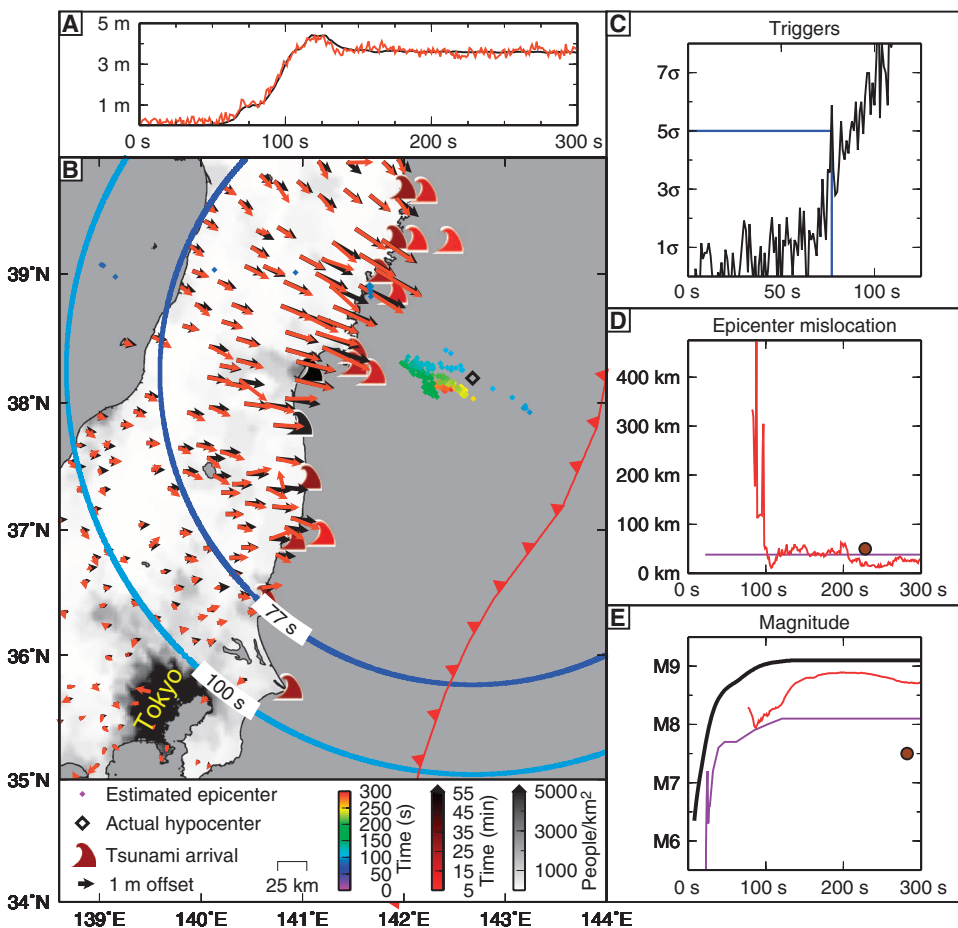 A
5 m
3 m
1 m
0 s 100 s 200 s 300 s
B
39°N
38°N
37°N
36°N
35°N
34°N
77 s
100 s
Tokyo
Estimated epicenter
Actual hypocenter
Tsunami arrival
1 m offset
25 km
300
250
200
150
100
50
0
Time (s)
55
45
35
25
15
5
Time (min)
5000
3000
1000
People/km²
139°E 140°E 141°E 142°E 143°E 144°E
C
Triggers
7σ
5σ
3σ
1σ
0 s 50 s 100 s
D
Epicenter mislocation
400 km
300 km
200 km
100 km
0 km
0 s 100 s 200 s 300 s
E
Magnitude
M9
M8
M7
M6
0 s 100 s 200 s 300 s